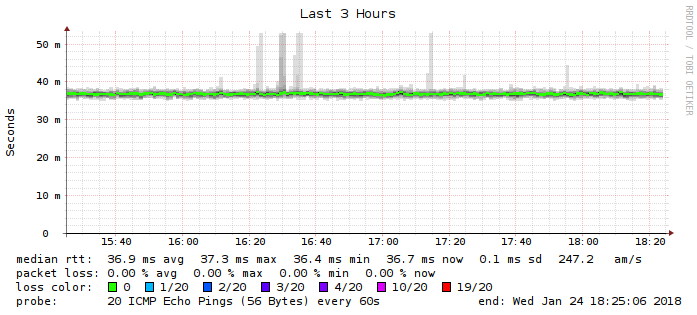 Last 3 Hours
RRDTOOL / TOBI OETIKER
Seconds
50 m
40 m
30 m
20 m
10 m
0
15:40 16:00 16:20 16:40 17:00 17:20 17:40 18:00 18:20
median rtt: 36.9 ms avg 37.3 ms max 36.4 ms min 36.7 ms now 0.1 ms sd 247.2 am/s
packet loss: 0.00 % avg 0.00 % max 0.00 % min 0.00 % now
loss color: 0 1/20 2/20 3/20 4/20 10/20 19/20
probe: 20 ICMP Echo Pings (56 Bytes) every 60s end: Wed Jan 24 18:25:06 2018